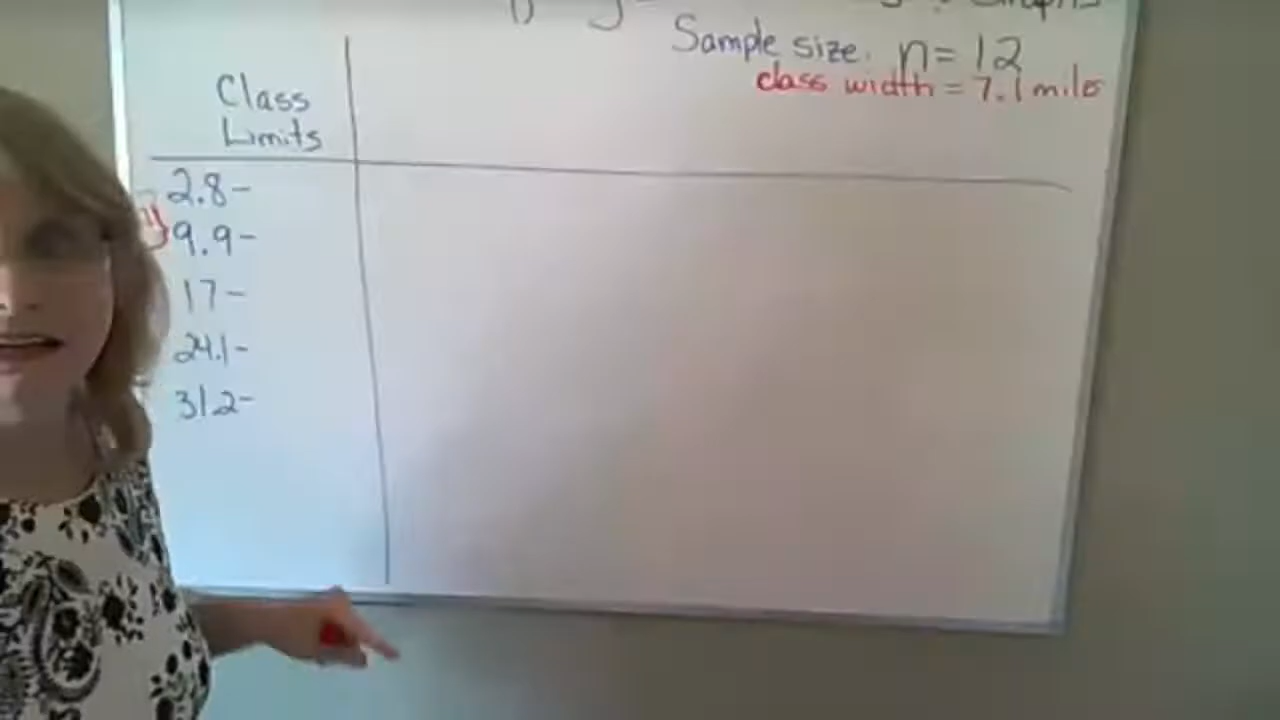 Graphs
Sample size. n=12
class width = 7.1 miles
Class
Limits
2.8-
9.9-
17-
24.1-
31.2-